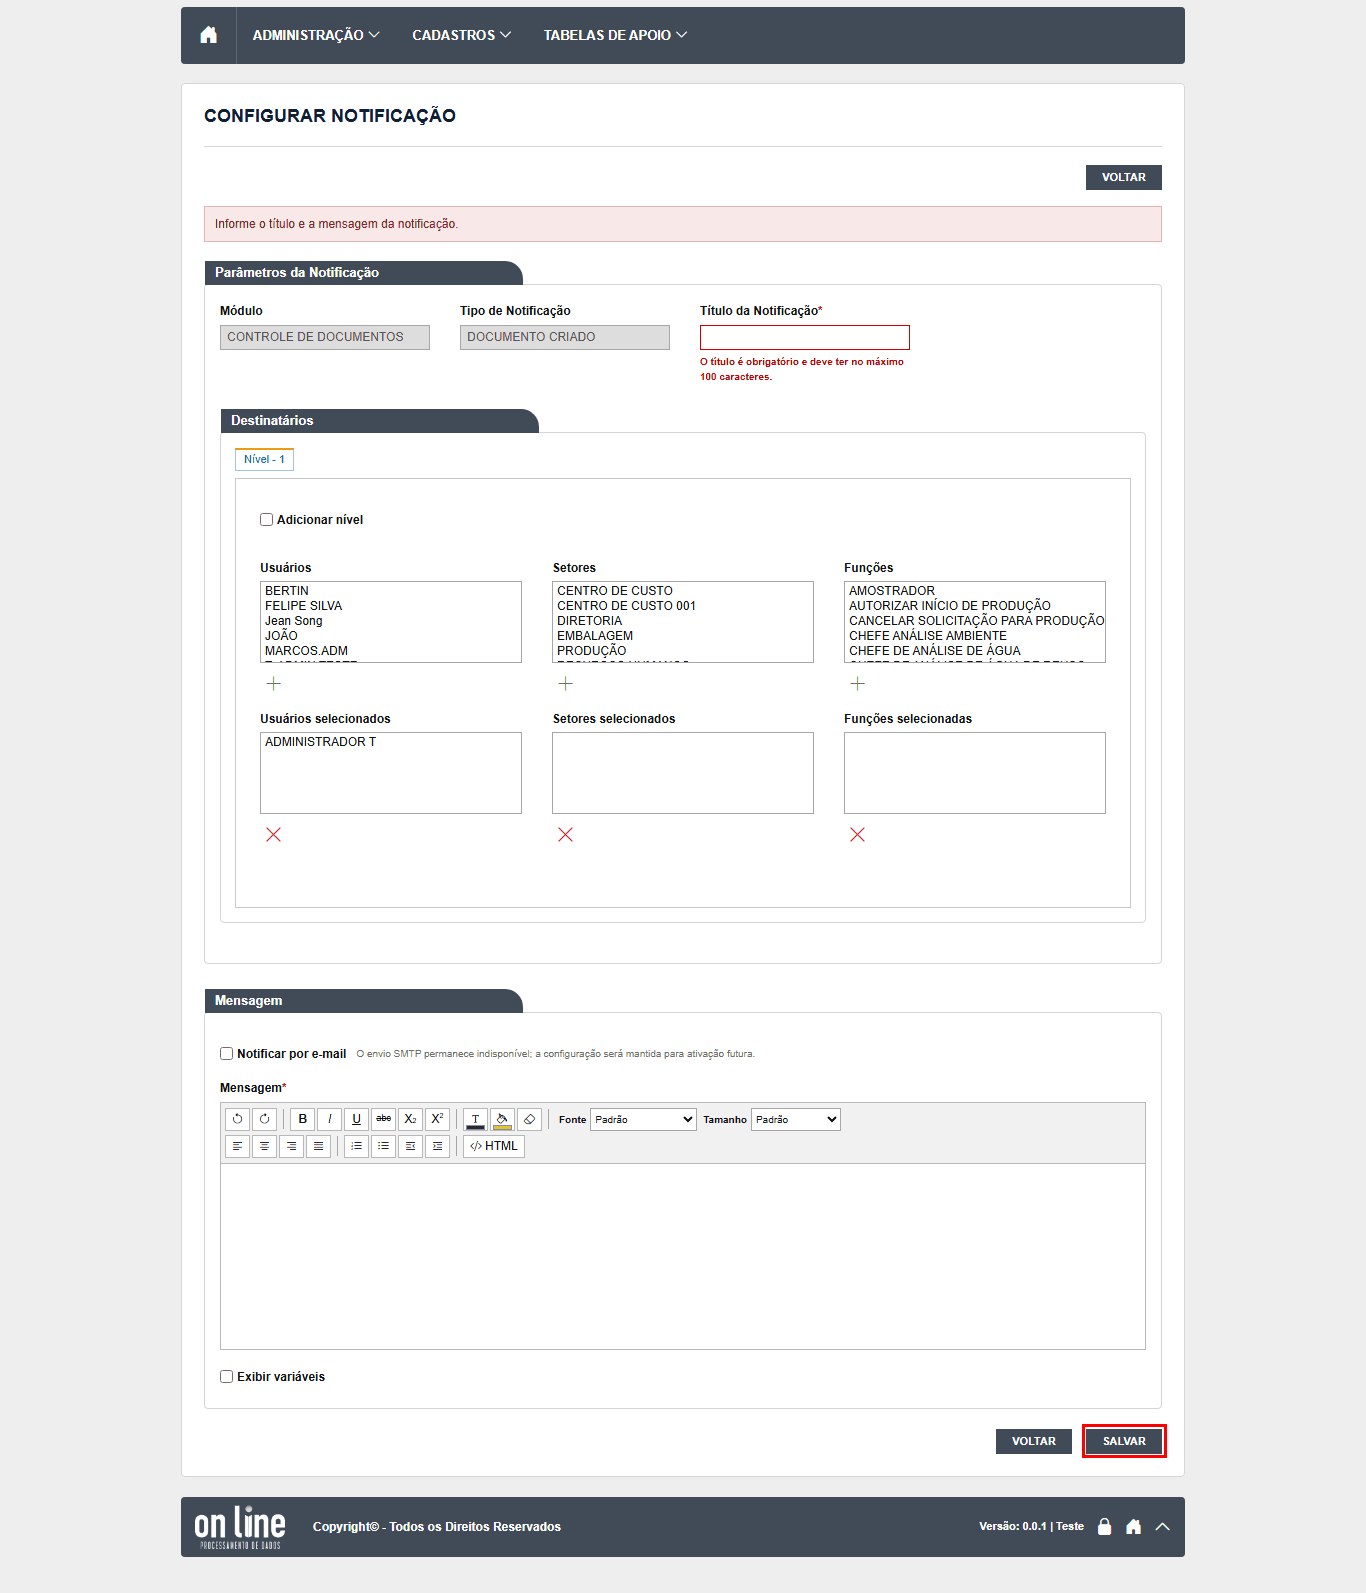 ADMINISTRAÇÃO CADASTROS TABELAS DE APOIO
CONFIGURAR NOTIFICAÇÃO
VOLTAR
Informe o título e a mensagem da notificação.
Parâmetros da Notificação
Módulo Tipo de Notificação Título da Notificação*
CONTROLE DE DOCUMENTOS DOCUMENTO CRIADO
O título é obrigatório e deve ter no máximo
100 caracteres.
Destinatários
Nível - 1
Adicionar nível
Usuários Setores Funções
BERTIN CENTRO DE CUSTO AMOSTRADOR
FELIPE SILVA CENTRO DE CUSTO 001 AUTORIZAR INÍCIO DE PRODUÇÃO
Jean Song DIRETORIA CANCELAR SOLICITAÇÃO PARA PRODUÇÃO
JOÃO EMBALAGEM CHEFE ANÁLISE AMBIENTE
MARCOS.ADM PRODUÇÃO CHEFE DE ANÁLISE DE ÁGUA
Usuários selecionados Setores selecionados Funções selecionadas
ADMINISTRADOR T
Mensagem
Notificar por e-mail O envio SMTP permanece indisponível; a configuração será mantida para ativação futura.
Mensagem*
B I U abc X2 X2 T Fonte Padrão Tamanho Padrão
</> HTML
Exibir variáveis
VOLTAR SALVAR
on line
PROCESSAMENTO DE DADOS
Copyright© - Todos os Direitos Reservados
Versão: 0.0.1 | Teste